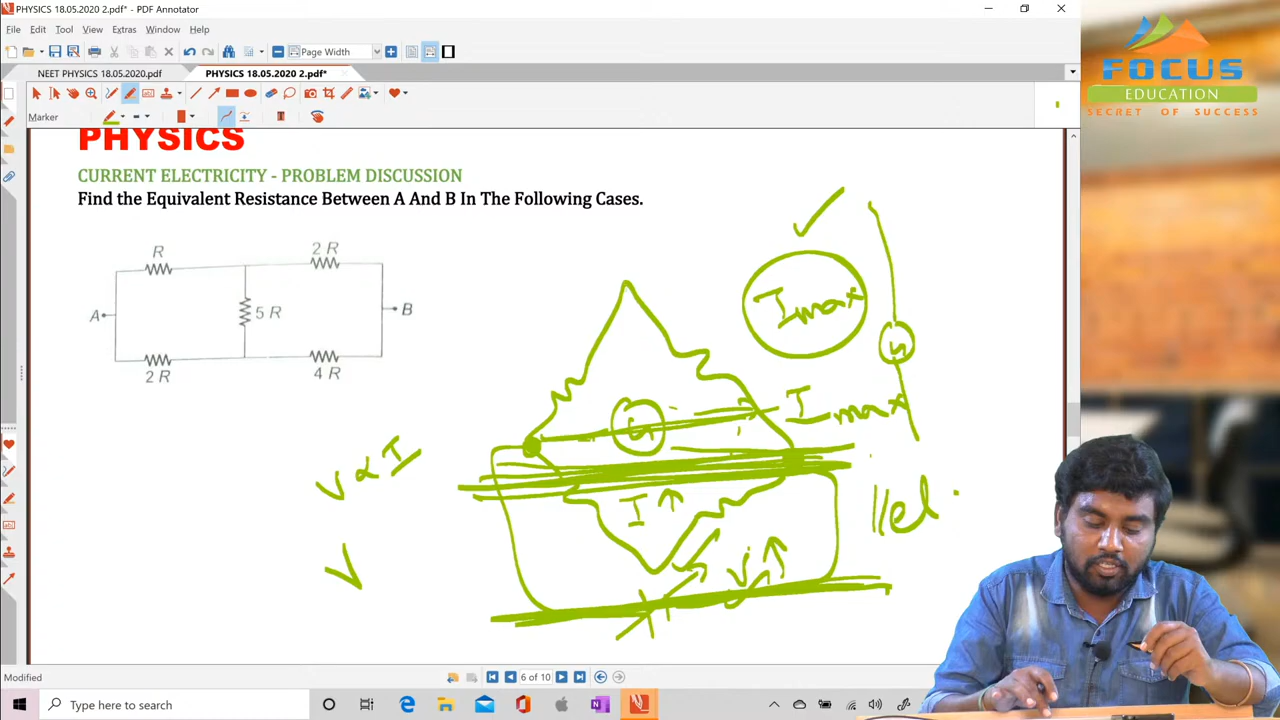 PHYSICS 18.05.2020 2.pdf* - PDF Annotator
File Edit Tool View Extras Window Help
Page Width
NEET PHYSICS 18.05.2020.pdf
PHYSICS 18.05.2020 2.pdf*
Marker
FOCUS
EDUCATION
SECRET OF SUCCESS
PHYSICS
CURRENT ELECTRICITY - PROBLEM DISCUSSION
Find the Equivalent Resistance Between A And B In The Following Cases.
R
2 R
A
5 R
B
2 R
4 R
Imax
G
G
Imax
V ∝ I
I ↑
llel
V ↑
V
Modified
6 of 10
Type here to search